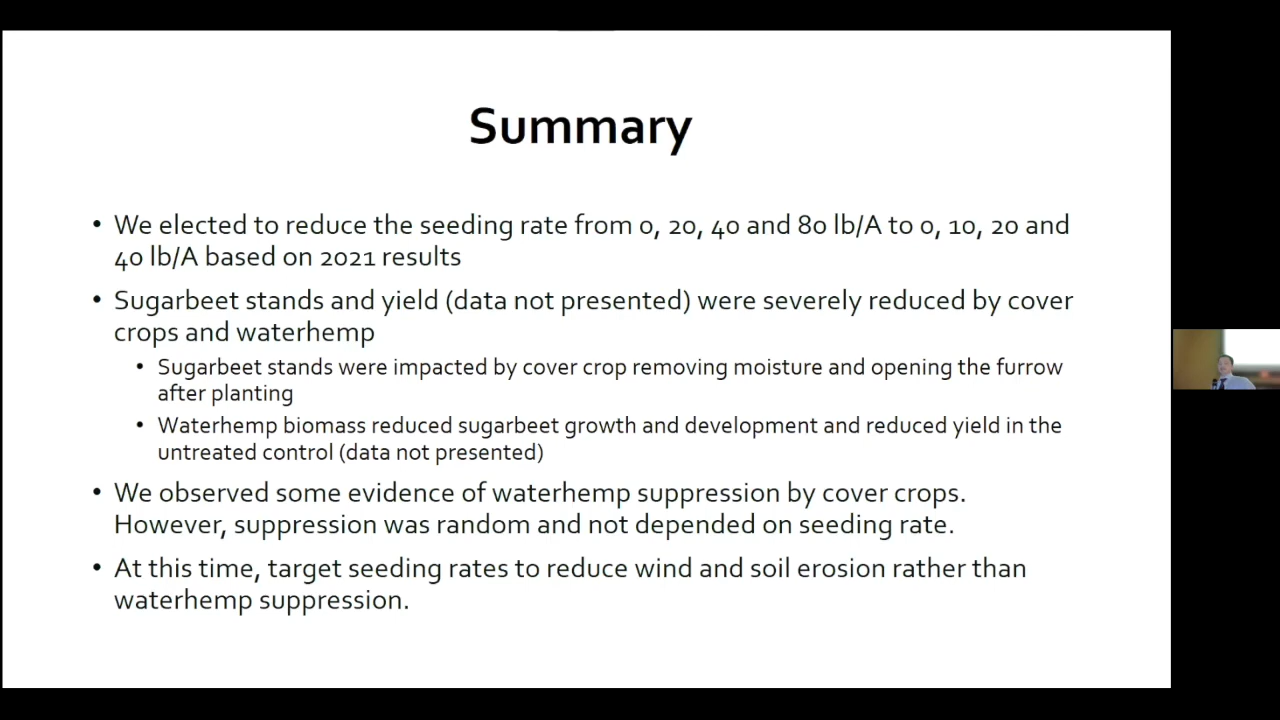 Summary
• We elected to reduce the seeding rate from 0, 20, 40 and 80 lb/A to 0, 10, 20 and
40 lb/A based on 2021 results
• Sugarbeet stands and yield (data not presented) were severely reduced by cover
crops and waterhemp
• Sugarbeet stands were impacted by cover crop removing moisture and opening the furrow
after planting
• Waterhemp biomass reduced sugarbeet growth and development and reduced yield in the
untreated control (data not presented)
• We observed some evidence of waterhemp suppression by cover crops.
However, suppression was random and not depended on seeding rate.
• At this time, target seeding rates to reduce wind and soil erosion rather than
waterhemp suppression.